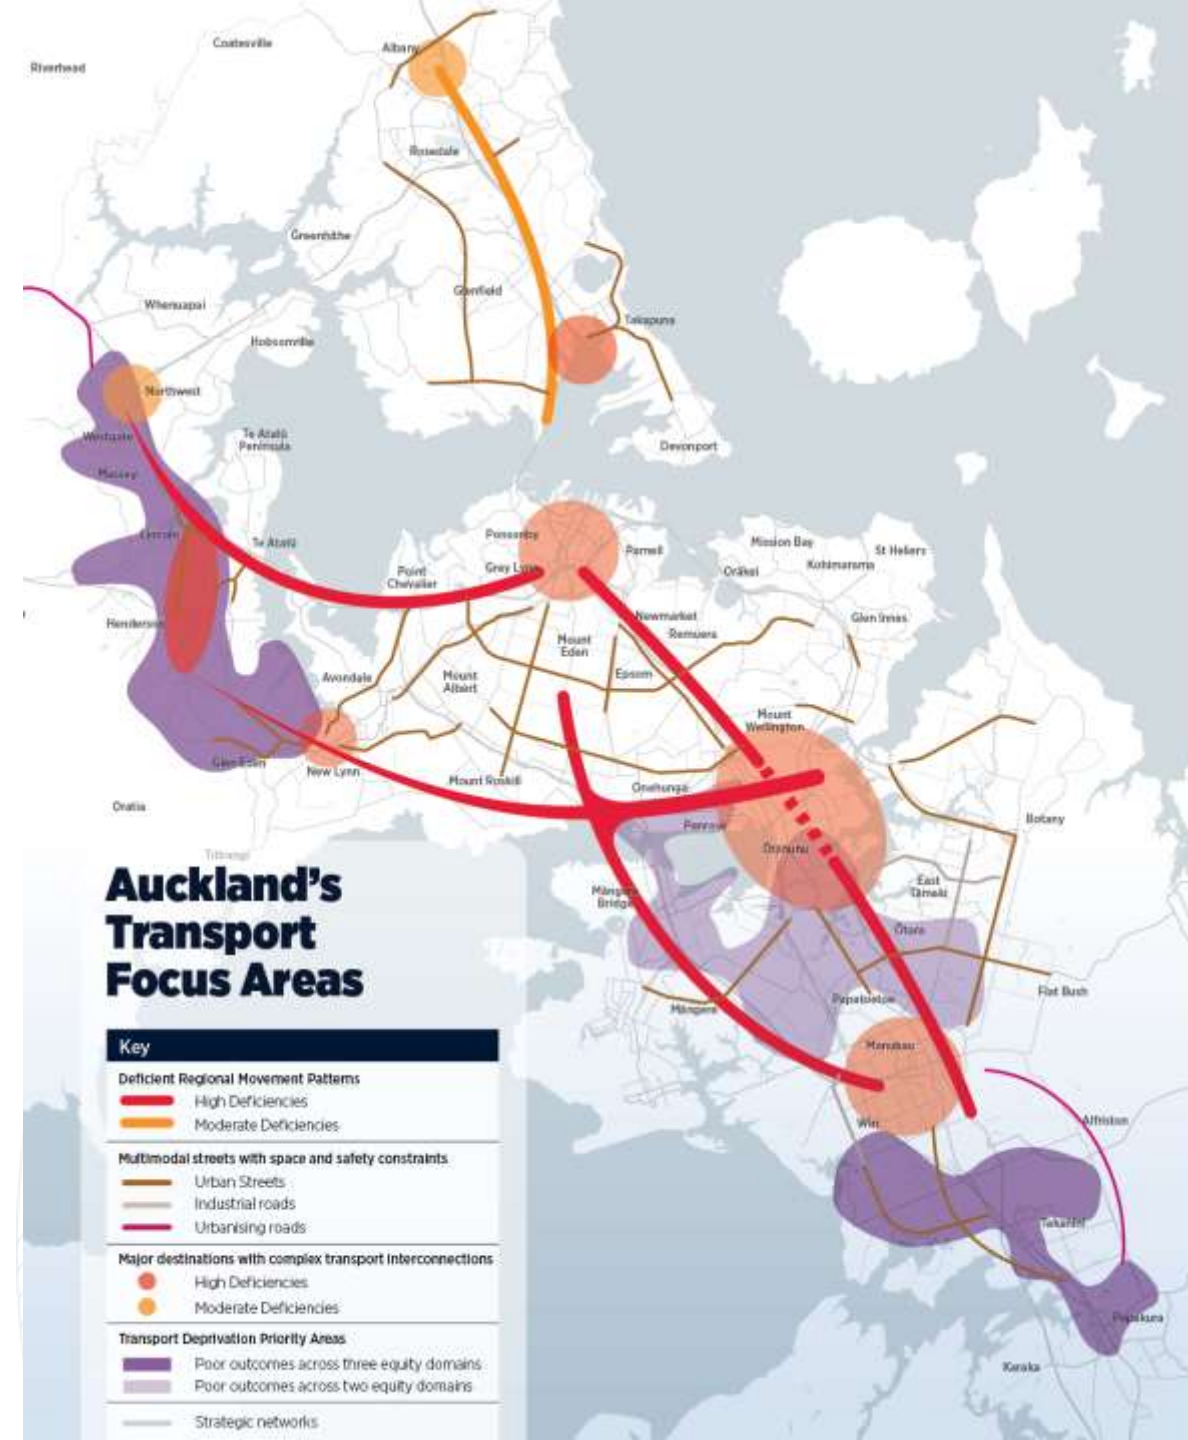 Coatesville
Albany
Riverhead
Rosedale
Greenhithe
Glenfield
Whenuapai
Takapuna
Hobsonville
Northwest
Westgate
Te Atatū
Peninsula
Devonport
Massey
Lincoln
Te Atatū
Ponsonby
Parnell
Mission Bay
St Heliers
Kohimarama
Point
Chevalier
Grey Lynn
Orākei
Henderson
Newmarket
Remuera
Glen Innes
Mount
Eden
Epsom
Avondale
Mount
Albert
Mount
Wellington
Glen Eden
New Lynn
Mount Roskill
Onehunga
Oratia
Penrose
Botany
Ōtāhuhu
Titirangi
East
Tāmaki
Māngere
Bridge
Ōtara
Flat Bush
Papatoetoe
Māngere
Manukau
Alfriston
Wiri
Takanini
Papakura
Karaka
Auckland's
Transport
Focus Areas
Key
Deficient Regional Movement Patterns
High Deficiencies
Moderate Deficiencies
Multimodal streets with space and safety constraints
Urban Streets
Industrial roads
Urbanising roads
Major destinations with complex transport interconnections
High Deficiencies
Moderate Deficiencies
Transport Deprivation Priority Areas
Poor outcomes across three equity domains
Poor outcomes across two equity domains
Strategic networks